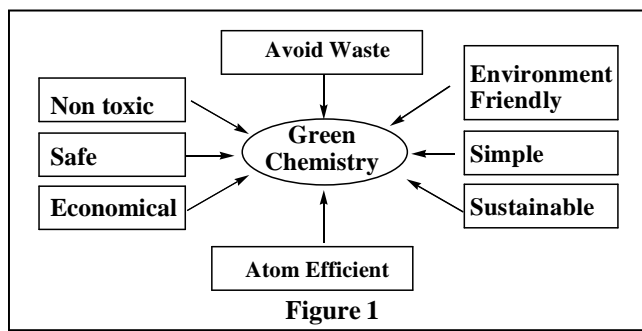 Avoid Waste
Environment
Friendly
Non toxic
Green
Chemistry
Safe
Simple
Economical
Sustainable
Atom Efficient
Figure 1